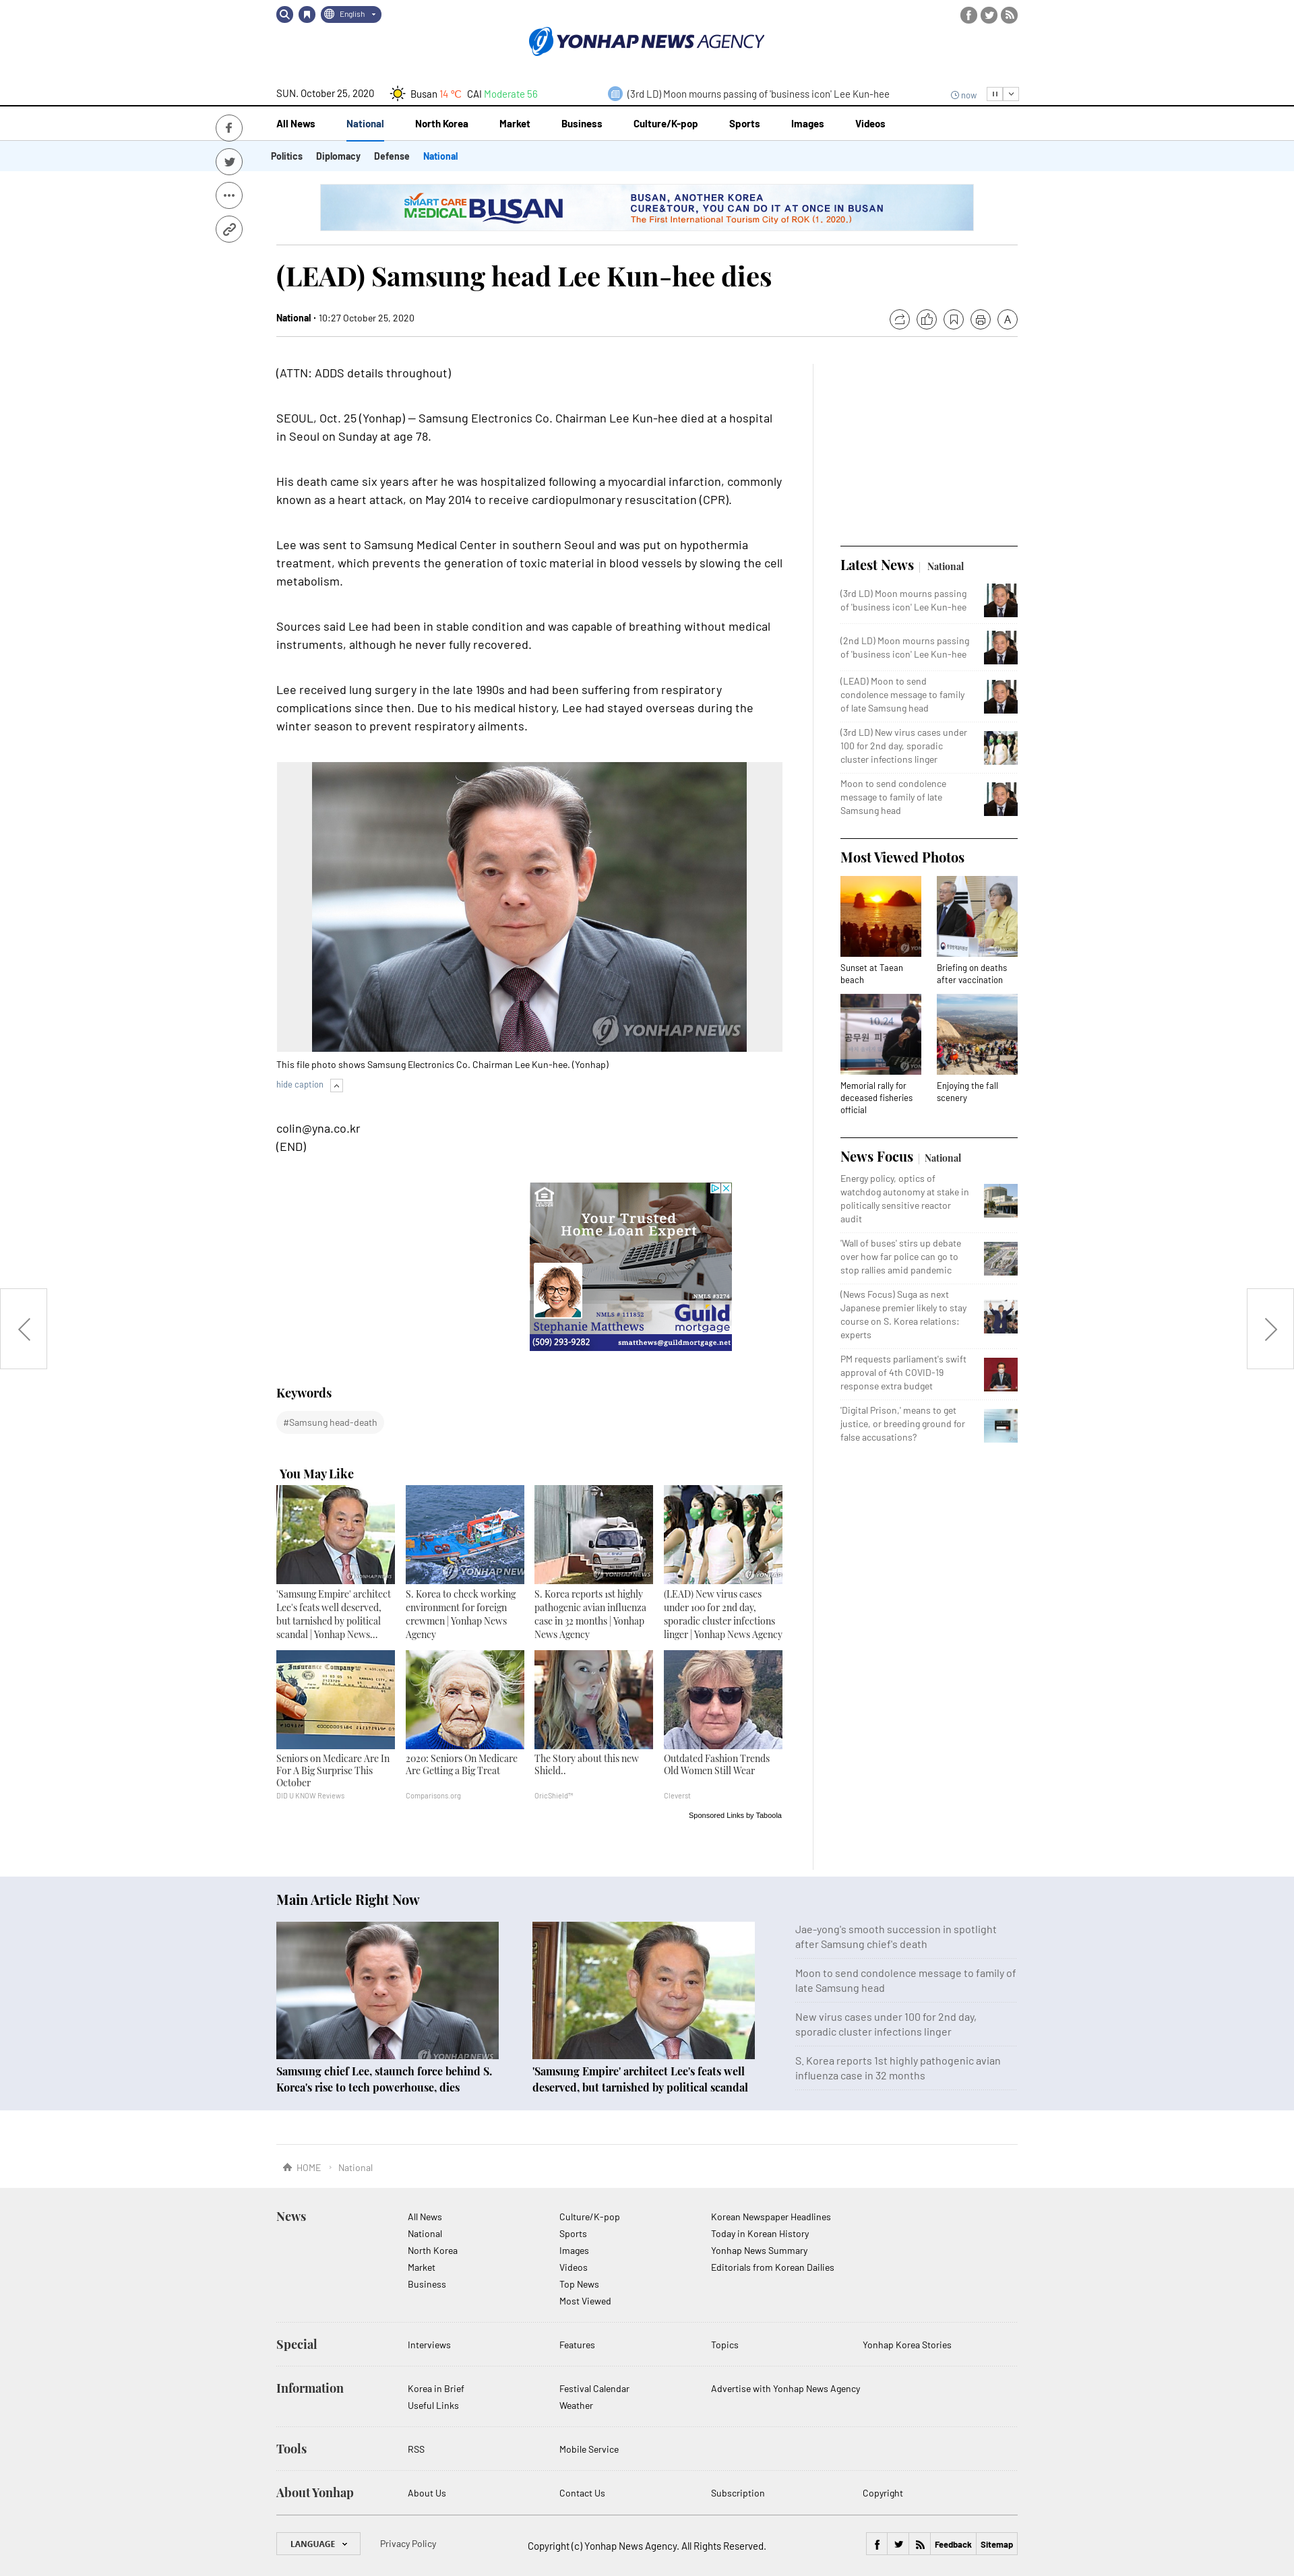 English
YONHAP NEWS AGENCY
SUN. October 25, 2020
Busan 14 ℃ CAI Moderate 56
(3rd LD) Moon mourns passing of 'business icon' Lee Kun-hee
now
All News National North Korea Market Business Culture/K-pop Sports Images Videos
Politics Diplomacy Defense National
SMART CARE
MEDICAL BUSAN
BUSAN, ANOTHER KOREA
CURE&TOUR, YOU CAN DO IT AT ONCE IN BUSAN
The First International Tourism City of ROK (1. 2020.)
(LEAD) Samsung head Lee Kun-hee dies
National · 10:27 October 25, 2020
A
(ATTN: ADDS details throughout)
SEOUL, Oct. 25 (Yonhap) — Samsung Electronics Co. Chairman Lee Kun-hee died at a hospital
in Seoul on Sunday at age 78.
His death came six years after he was hospitalized following a myocardial infarction, commonly
known as a heart attack, on May 2014 to receive cardiopulmonary resuscitation (CPR).
Lee was sent to Samsung Medical Center in southern Seoul and was put on hypothermia
treatment, which prevents the generation of toxic material in blood vessels by slowing the cell
metabolism.
Sources said Lee had been in stable condition and was capable of breathing without medical
instruments, although he never fully recovered.
Lee received lung surgery in the late 1990s and had been suffering from respiratory
complications since then. Due to his medical history, Lee had stayed overseas during the
winter season to prevent respiratory ailments.
YONHAP NEWS
This file photo shows Samsung Electronics Co. Chairman Lee Kun-hee. (Yonhap)
hide caption
colin@yna.co.kr
(END)
Your Trusted
Home Loan Expert
NMLS #3274
NMLS # 111852
Guild
mortgage
Stephanie Matthews
(509) 293-9282 smatthews@guildmortgage.net
Keywords
#Samsung head-death
You May Like
'Samsung Empire' architect
Lee's feats well deserved,
but tarnished by political
scandal | Yonhap News...
S. Korea to check working
environment for foreign
crewmen | Yonhap News
Agency
S. Korea reports 1st highly
pathogenic avian influenza
case in 32 months | Yonhap
News Agency
(LEAD) New virus cases
under 100 for 2nd day,
sporadic cluster infections
linger | Yonhap News Agency
Insurance Company
Seniors on Medicare Are In
For A Big Surprise This
October
DID U KNOW Reviews
2020: Seniors On Medicare
Are Getting a Big Treat
Comparisons.org
The Story about this new
Shield..
OricShield™
Outdated Fashion Trends
Old Women Still Wear
Cleverst
Sponsored Links by Taboola
Latest News | National
(3rd LD) Moon mourns passing
of 'business icon' Lee Kun-hee
(2nd LD) Moon mourns passing
of 'business icon' Lee Kun-hee
(LEAD) Moon to send
condolence message to family
of late Samsung head
(3rd LD) New virus cases under
100 for 2nd day, sporadic
cluster infections linger
Moon to send condolence
message to family of late
Samsung head
Most Viewed Photos
Sunset at Taean
beach
Briefing on deaths
after vaccination
10.24
Memorial rally for
deceased fisheries
official
Enjoying the fall
scenery
News Focus | National
Energy policy, optics of
watchdog autonomy at stake in
politically sensitive reactor
audit
'Wall of buses' stirs up debate
over how far police can go to
stop rallies amid pandemic
(News Focus) Suga as next
Japanese premier likely to stay
course on S. Korea relations:
experts
PM requests parliament's swift
approval of 4th COVID-19
response extra budget
'Digital Prison,' means to get
justice, or breeding ground for
false accusations?
Main Article Right Now
YONHAP NEWS
Samsung chief Lee, staunch force behind S.
Korea's rise to tech powerhouse, dies
'Samsung Empire' architect Lee's feats well
deserved, but tarnished by political scandal
Jae-yong's smooth succession in spotlight
after Samsung chief's death
Moon to send condolence message to family of
late Samsung head
New virus cases under 100 for 2nd day,
sporadic cluster infections linger
S. Korea reports 1st highly pathogenic avian
influenza case in 32 months
HOME National
News
All News
National
North Korea
Market
Business
Culture/K-pop
Sports
Images
Videos
Top News
Most Viewed
Korean Newspaper Headlines
Today in Korean History
Yonhap News Summary
Editorials from Korean Dailies
Special
Interviews Features Topics Yonhap Korea Stories
Information
Korea in Brief Festival Calendar Advertise with Yonhap News Agency
Useful Links Weather
Tools
RSS Mobile Service
About Yonhap
About Us Contact Us Subscription Copyright
LANGUAGE
Privacy Policy
Copyright (c) Yonhap News Agency. All Rights Reserved.
Feedback Sitemap